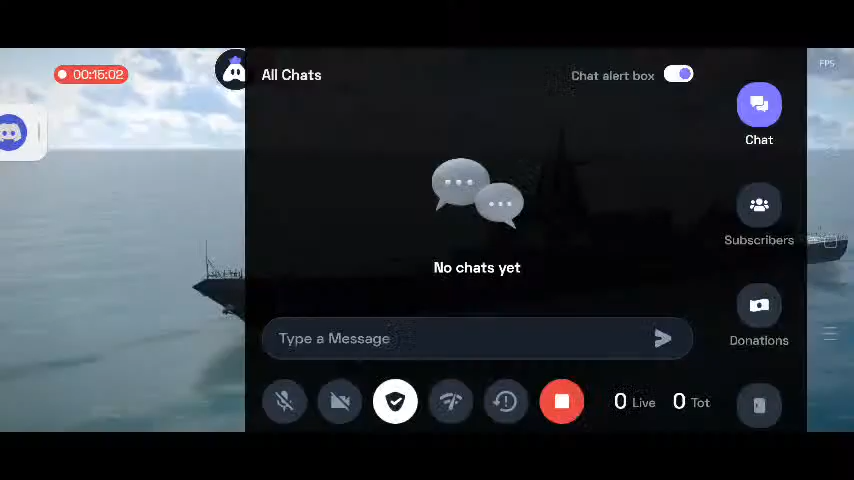 00:15:02
All Chats
Chat alert box
FPS
Chat
Subscribers
No chats yet
Type a Message
Donations
0 Live 0 Tot